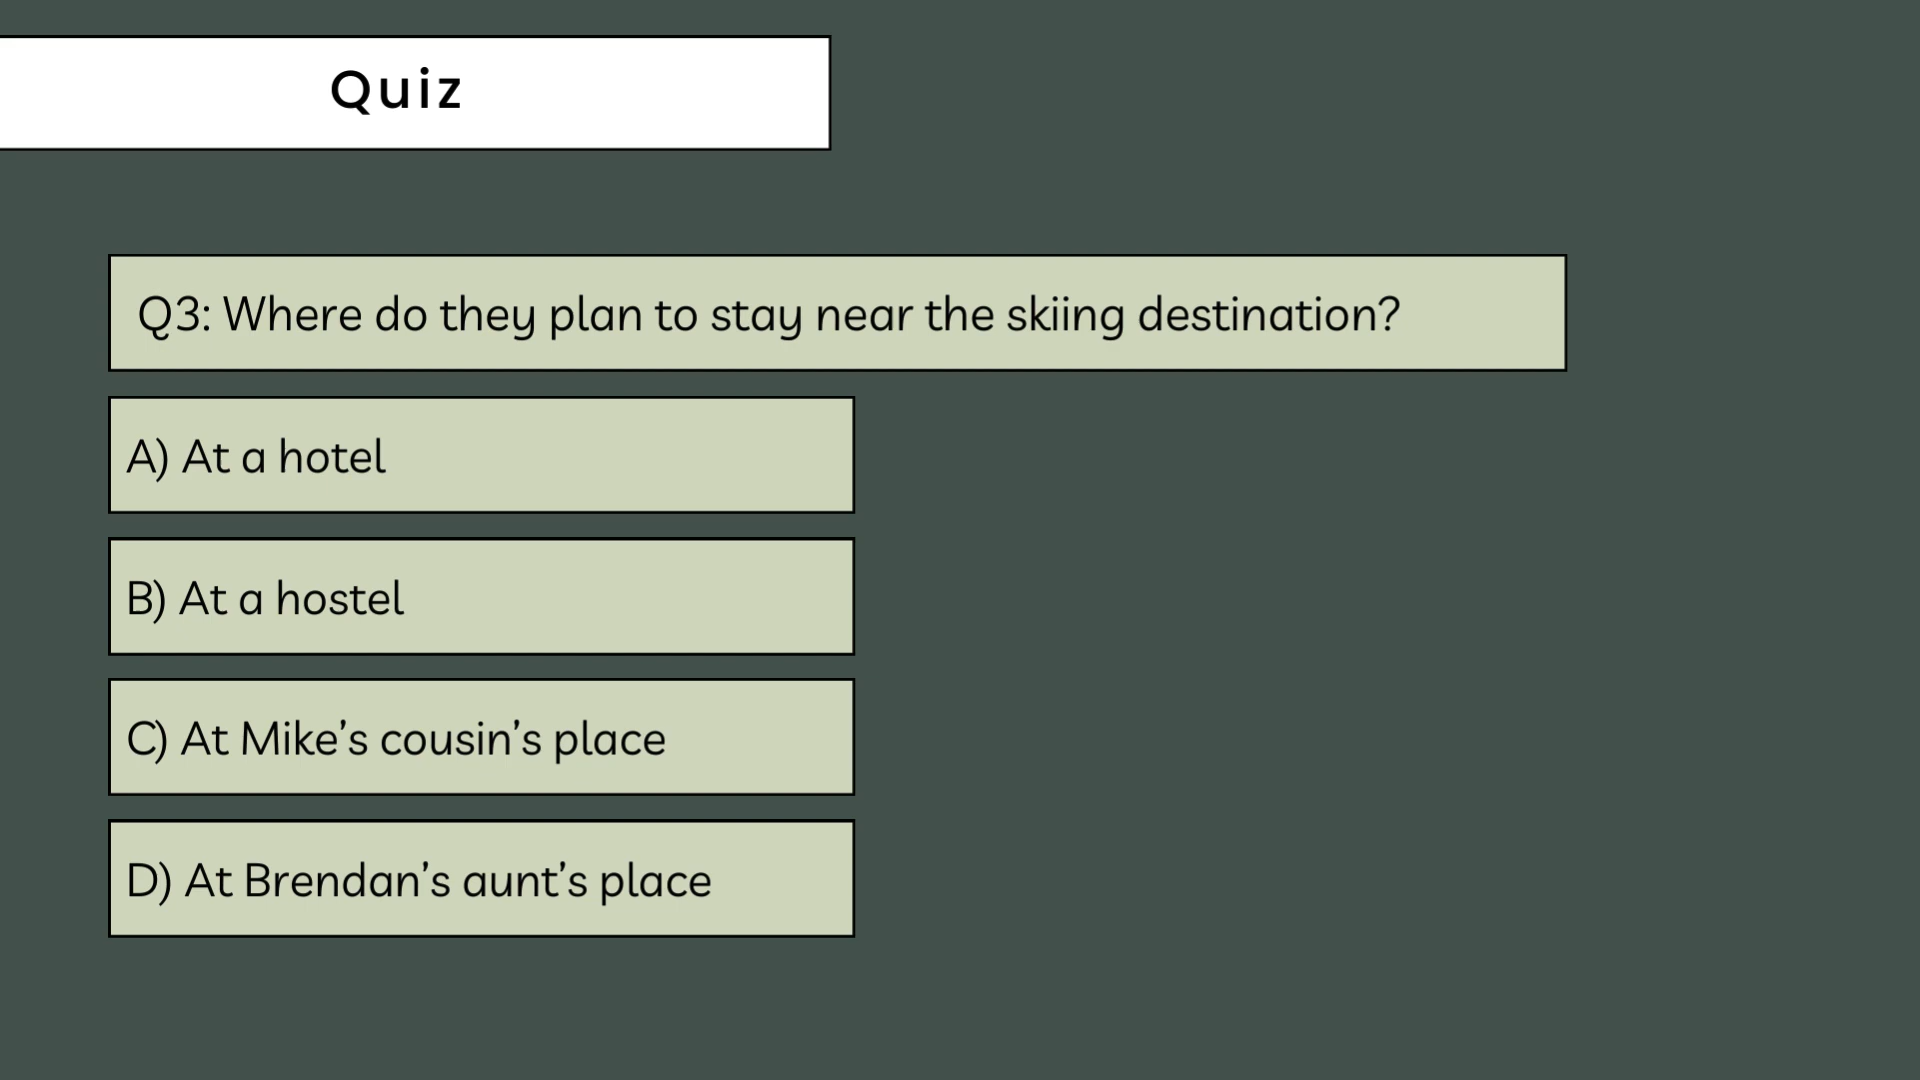 Quiz
Q3: Where do they plan to stay near the skiing destination?
A) At a hotel
B) At a hostel
C) At Mike’s cousin’s place
D) At Brendan’s aunt’s place